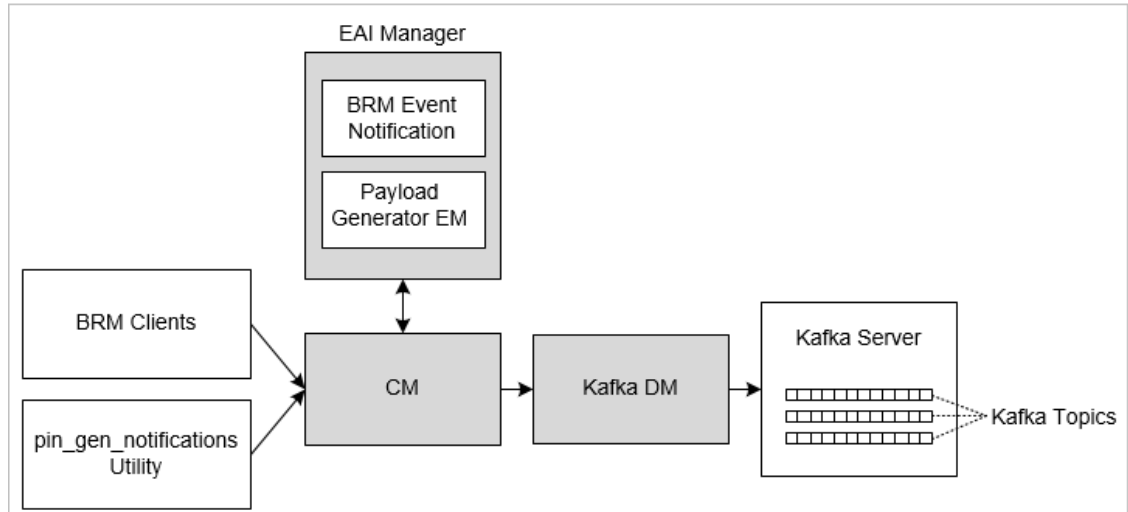 EAI Manager
BRM Event
Notification
Payload
Generator EM
BRM Clients
pin_gen_notifications
Utility
CM
Kafka DM
Kafka Server
Kafka Topics